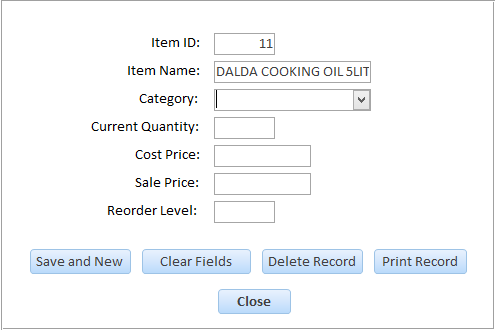 Item ID: 11
Item Name: DALDA COOKING OIL 5LIT
Category:
Current Quantity:
Cost Price:
Sale Price:
Reorder Level:
Save and New Clear Fields Delete Record Print Record
Close